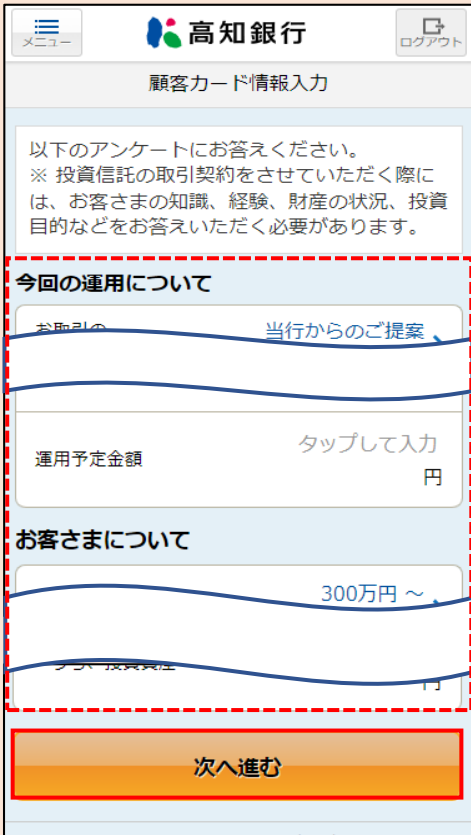 メニュー
高知銀行
ログアウト
顧客カード情報入力
以下のアンケートにお答えください。
※ 投資信託の取引契約をさせていただく際に
は、お客さまの知識、経験、財産の状況、投資
目的などをお答えいただく必要があります。
今回の運用について
お取引の
当行からのご提案
運用予定金額
タップして入力
円
お客さまについて
300万円 ～
円
次へ進む